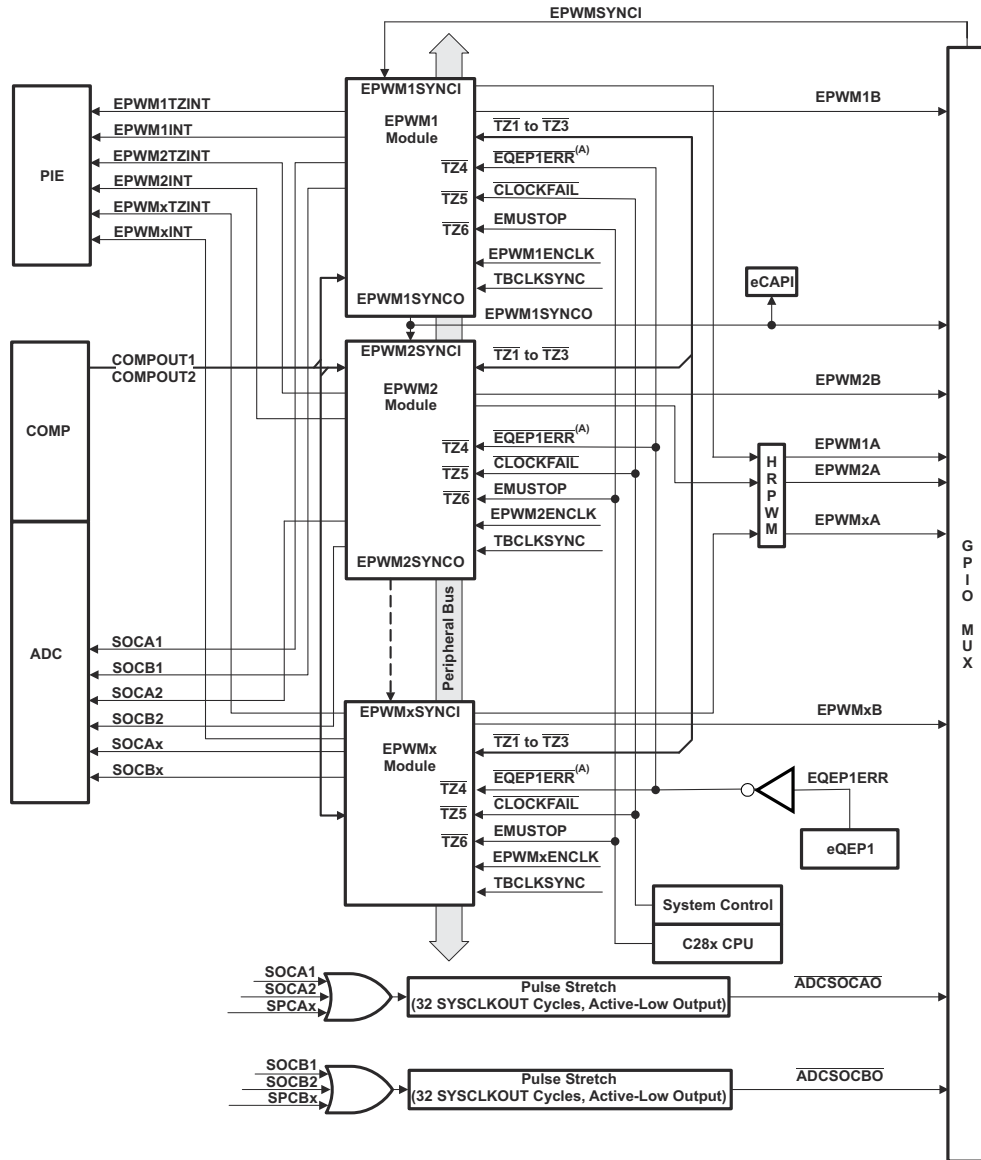 EPWMSYNCI
EPWM1SYNCI
EPWM1TZINT
EPWM1B
EPWM1
Module
EPWM1INT
TZ1 to TZ3
EPWM2TZINT
TZ4
EQEP1ERR(A)
PIE
EPWM2INT
TZ5
CLOCKFAIL
EPWMxTZINT
TZ6
EMUSTOP
EPWMxINT
EPWM1ENCLK
TBCLKSYNC
eCAPI
EPWM1SYNCO
EPWM1SYNCO
EPWM2SYNCI
COMPOUT1
COMPOUT2
TZ1 to TZ3
EPWM2B
EPWM2
Module
COMP
TZ4
EQEP1ERR(A)
TZ5
CLOCKFAIL
TZ6
EMUSTOP
EPWM2ENCLK
TBCLKSYNC
EPWM2SYNCO
HRPWM
EPWM1A
EPWM2A
EPWMxA
GPIO MUX
Peripheral Bus
ADC
SOCA1
SOCB1
SOCA2
SOCB2
SOCAx
SOCBx
EPWMxSYNCI
EPWMxB
EPWMx
Module
TZ1 to TZ3
TZ4
EQEP1ERR(A)
EQEP1ERR
TZ5
CLOCKFAIL
TZ6
EMUSTOP
eQEP1
EPWMxENCLK
TBCLKSYNC
System Control
C28x CPU
SOCA1
SOCA2
SPCAx
Pulse Stretch
(32 SYSCLKOUT Cycles, Active-Low Output)
ADCSOCAO
SOCB1
SOCB2
SPCBx
Pulse Stretch
(32 SYSCLKOUT Cycles, Active-Low Output)
ADCSOCBO